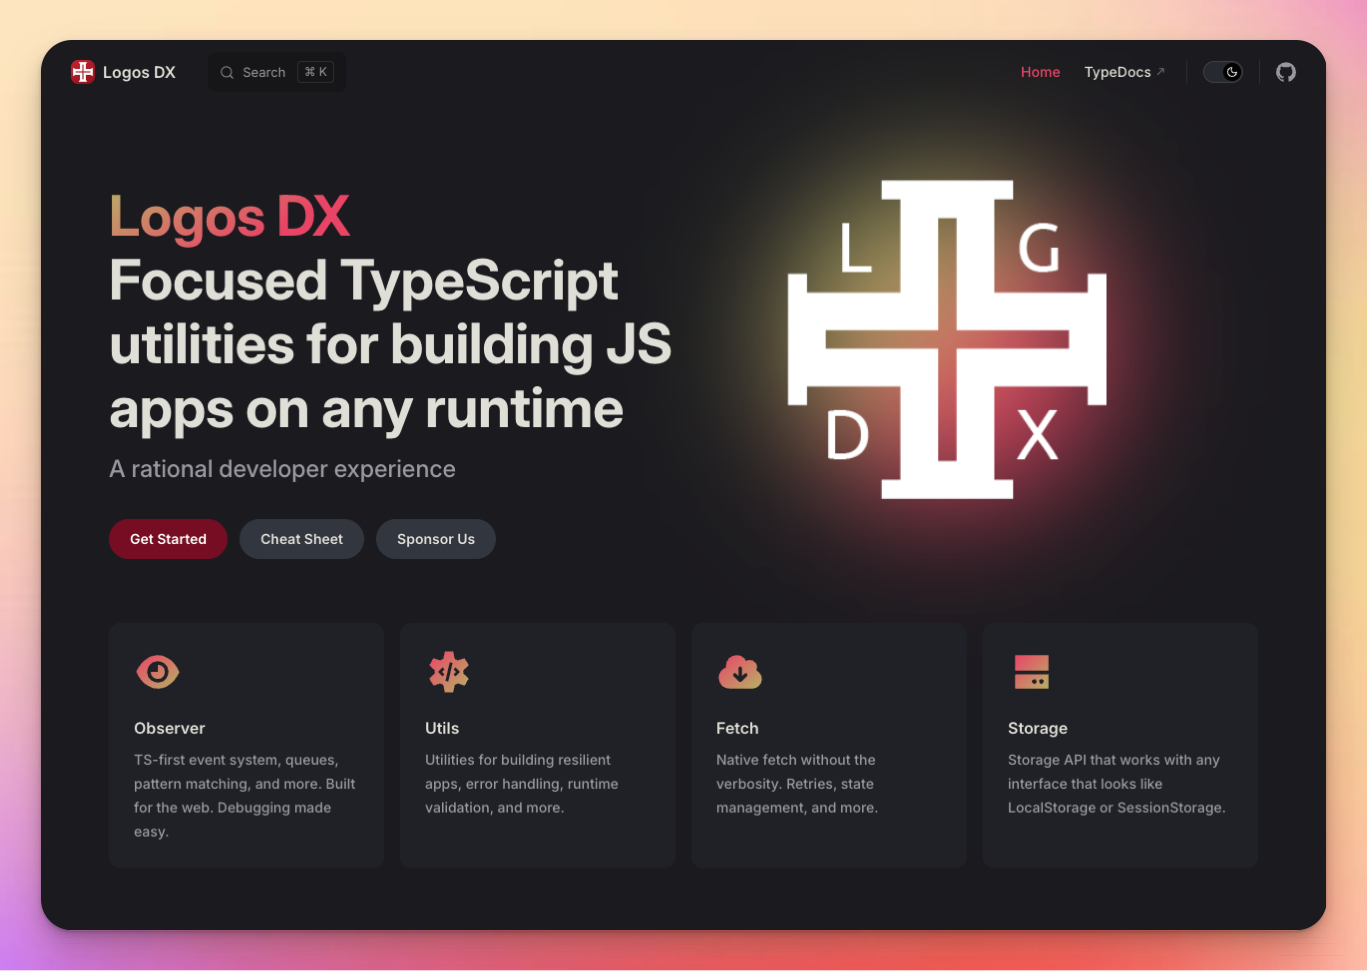 Logos DX
Search
⌘ K
Home
TypeDocs ↗
Logos DX
Focused TypeScript
utilities for building JS
apps on any runtime
A rational developer experience
Get Started
Cheat Sheet
Sponsor Us
L G
D X
Observer
TS-first event system, queues,
pattern matching, and more. Built
for the web. Debugging made
easy.
Utils
Utilities for building resilient
apps, error handling, runtime
validation, and more.
Fetch
Native fetch without the
verbosity. Retries, state
management, and more.
Storage
Storage API that works with any
interface that looks like
LocalStorage or SessionStorage.